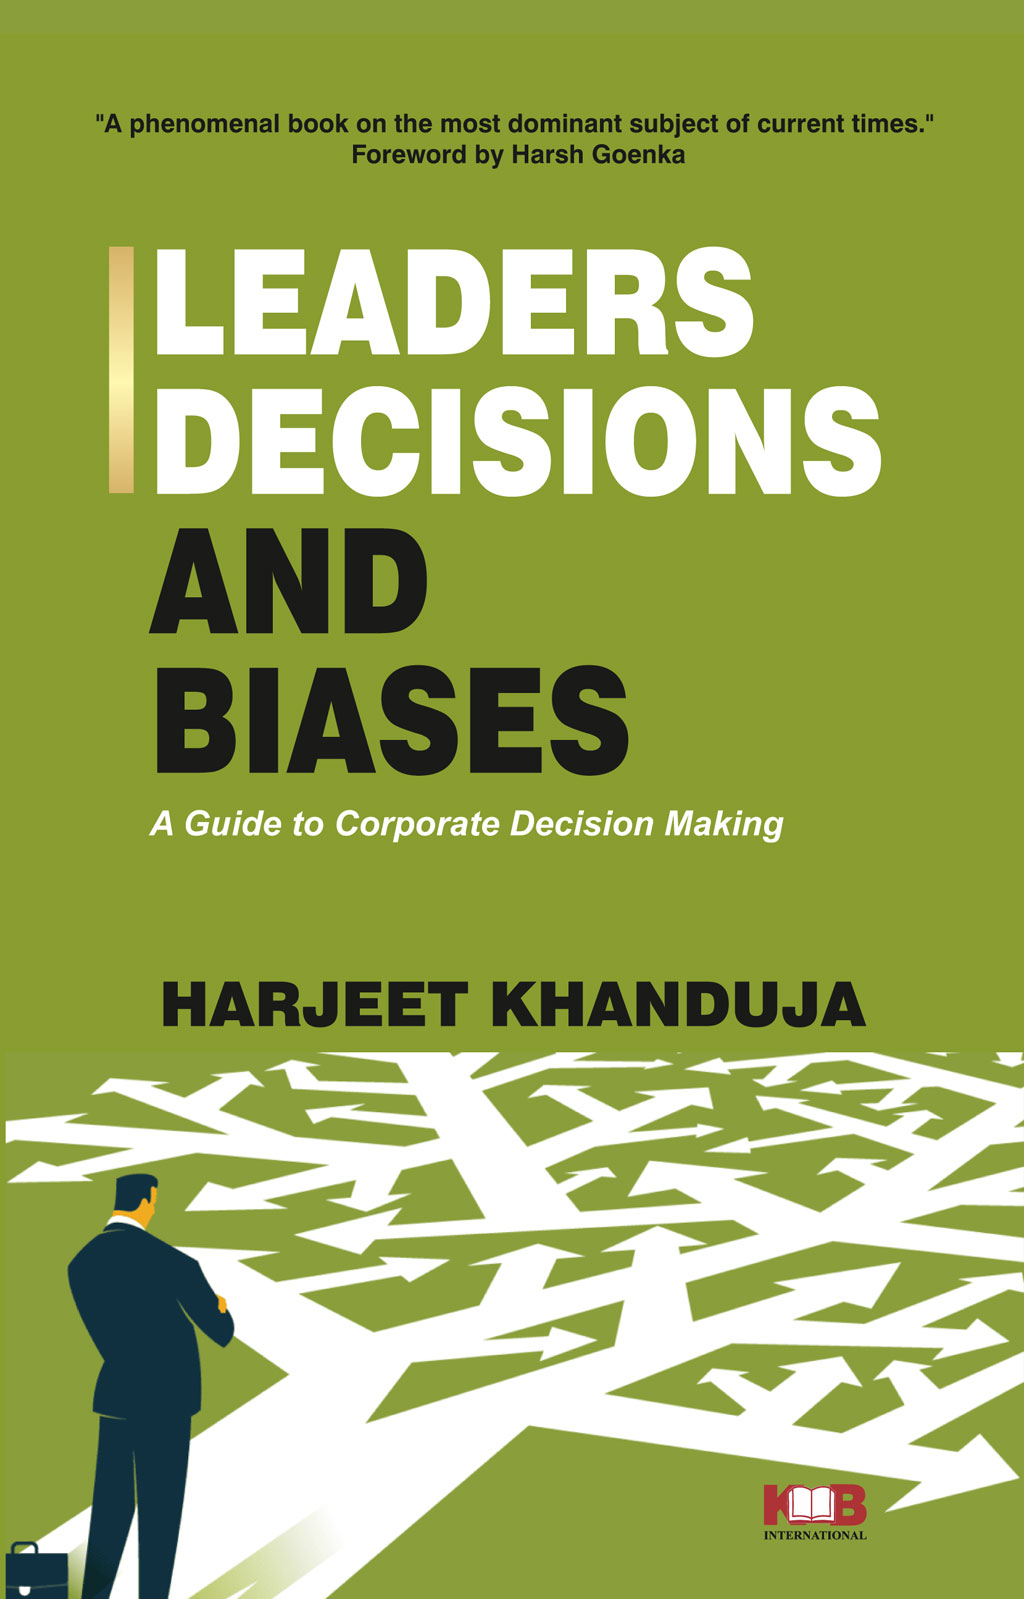 "A phenomenal book on the most dominant subject of current times."
Foreword by Harsh Goenka
LEADERS
DECISIONS
AND
BIASES
A Guide to Corporate Decision Making
HARJEET KHANDUJA
KB
INTERNATIONAL